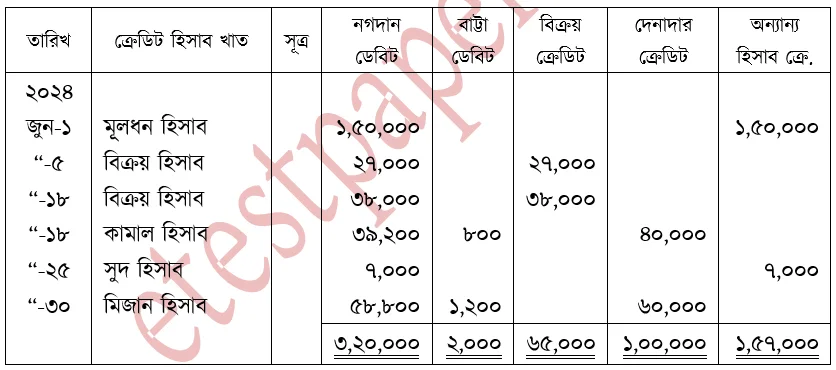 তারিখ ক্রেডিট হিসাব খাত সূত্র নগদান ডেবিট বাট্টা ডেবিট বিক্রয় ক্রেডিট দেনাদার ক্রেডিট অন্যান্য হিসাব ক্রে.
২০২৪
জুন-১ মূলধন হিসাব ১,৫০,০০০ ১,৫০,০০০
“-৫ বিক্রয় হিসাব ২৭,০০০ ২৭,০০০
“-১৮ বিক্রয় হিসাব ৩৮,০০০ ৩৮,০০০
“-১৮ কামাল হিসাব ৩৯,২০০ ৮০০ ৪০,০০০
“-২৫ সুদ হিসাব ৭,০০০ ৭,০০০
“-৩০ মিজান হিসাব ৫৮,৮০০ ১,২০০ ৬০,০০০
৩,২০,০০০ ২,০০০ ৬৫,০০০ ১,০০,০০০ ১,৫৭,০০০
etestpaper